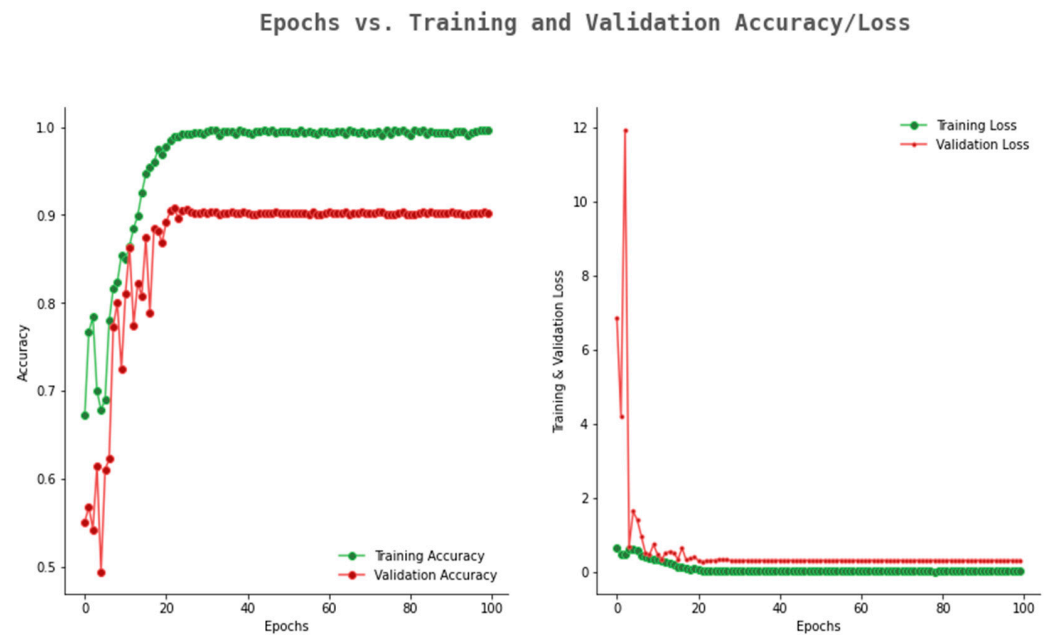 Epochs vs. Training and Validation Accuracy/Loss
1.0
0.9
0.8
0.7
0.6
0.5
Accuracy
0
20
40
60
80
100
Epochs
Training Accuracy
Validation Accuracy
12
10
8
6
4
2
0
Training & Validation Loss
0
20
40
60
80
100
Epochs
Training Loss
Validation Loss